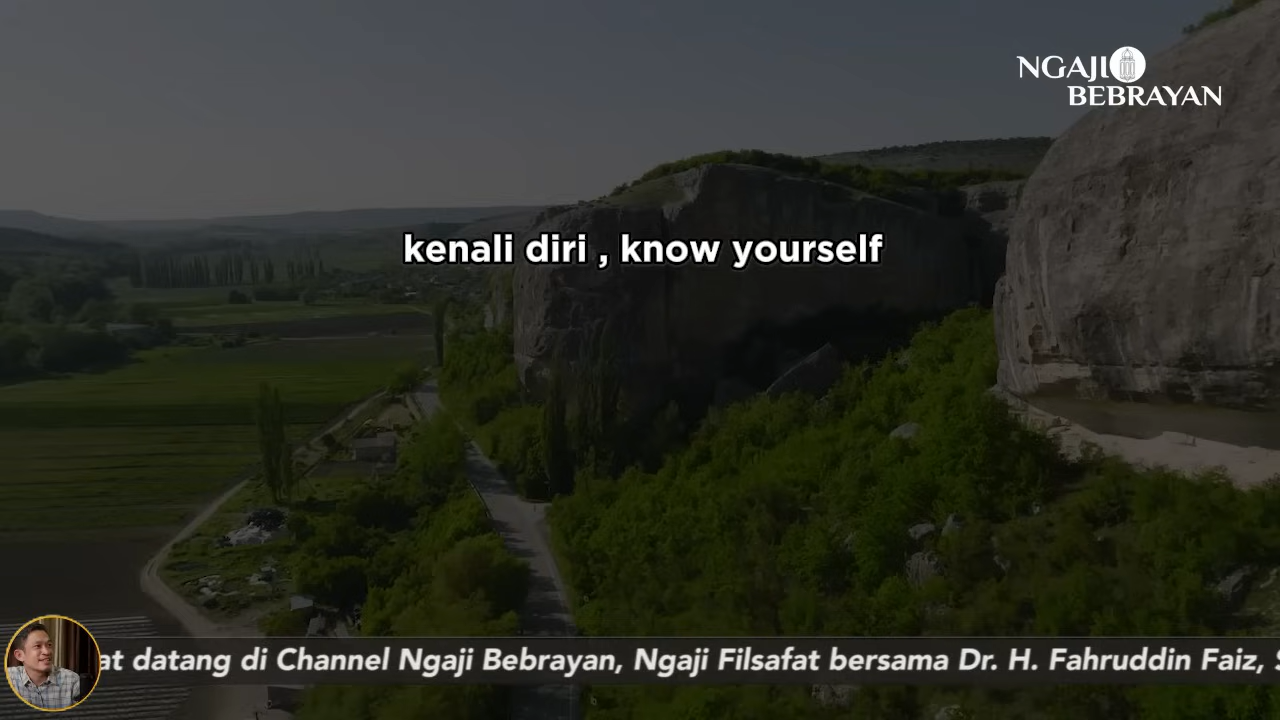 NGAJI
BEBRAYAN
kenali diri , know yourself
at datang di Channel Ngaji Bebrayan, Ngaji Filsafat bersama Dr. H. Fahruddin Faiz, S